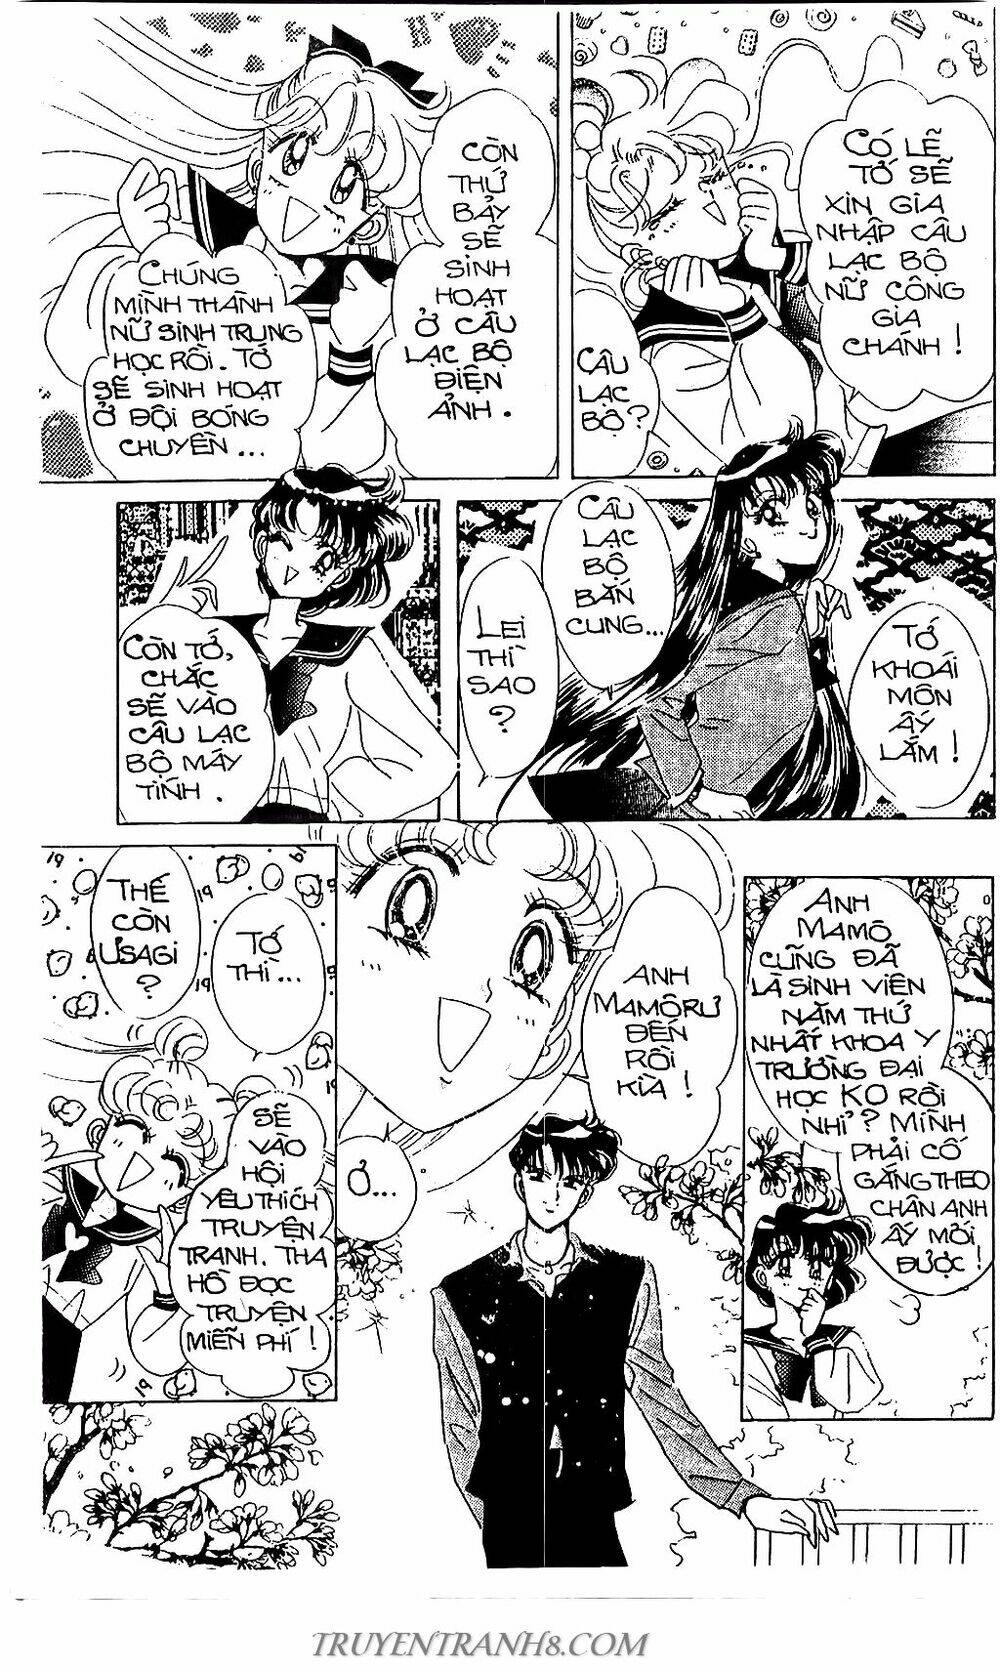 CÒN
THỨ
BẢY
SẼ
SINH
HOẠT
Ở CÂU
LẠC BỘ
ĐIỆN
ẢNH.
CHÚNG
MÌNH THÀNH
NỮ SINH TRUNG
HỌC RỒI. TỚ
SẼ SINH HOẠT
Ở ĐỘI BÓNG
CHUYỀN...
CÓ LẼ
TỚ SẼ
XIN GIA
NHẬP CÂU
LẠC BỘ
NỮ CÔNG
GIA
CHÁNH!
CÂU
LẠC
BỘ?
CÒN TỚ,
CHẮC
SẼ VÀO
CÂU LẠC
BỘ MÁY
TÍNH.
LEI
THÌ
SAO
?
CÂU
LẠC
BỘ
BẮN
CUNG...
TỚ
KHOÁI
MÔN
ẤY
LẮM!
THẾ
CÒN
USAGI
?
TỚ
THÌ...
SẼ
VÀO
HỘI
YÊU THÍCH
TRUYỆN
TRANH. THA
HỒ ĐỌC
TRUYỆN
MIỄN PHÍ!
Ở...
ANH
MAMÔRƯ
ĐẾN
RỒI
KÌA!
ANH
MAMÔ
CŨNG ĐÃ
LÀ SINH VIÊN
NĂM THỨ
NHẤT KHOA Y
TRƯỜNG ĐẠI
HỌC KO RỒI
NHỈ? MÌNH
PHẢI CỐ
GẮNG THEO
CHÂN ANH
ẤY MỚI
ĐƯỢC!
TRUYENTRANH8.COM